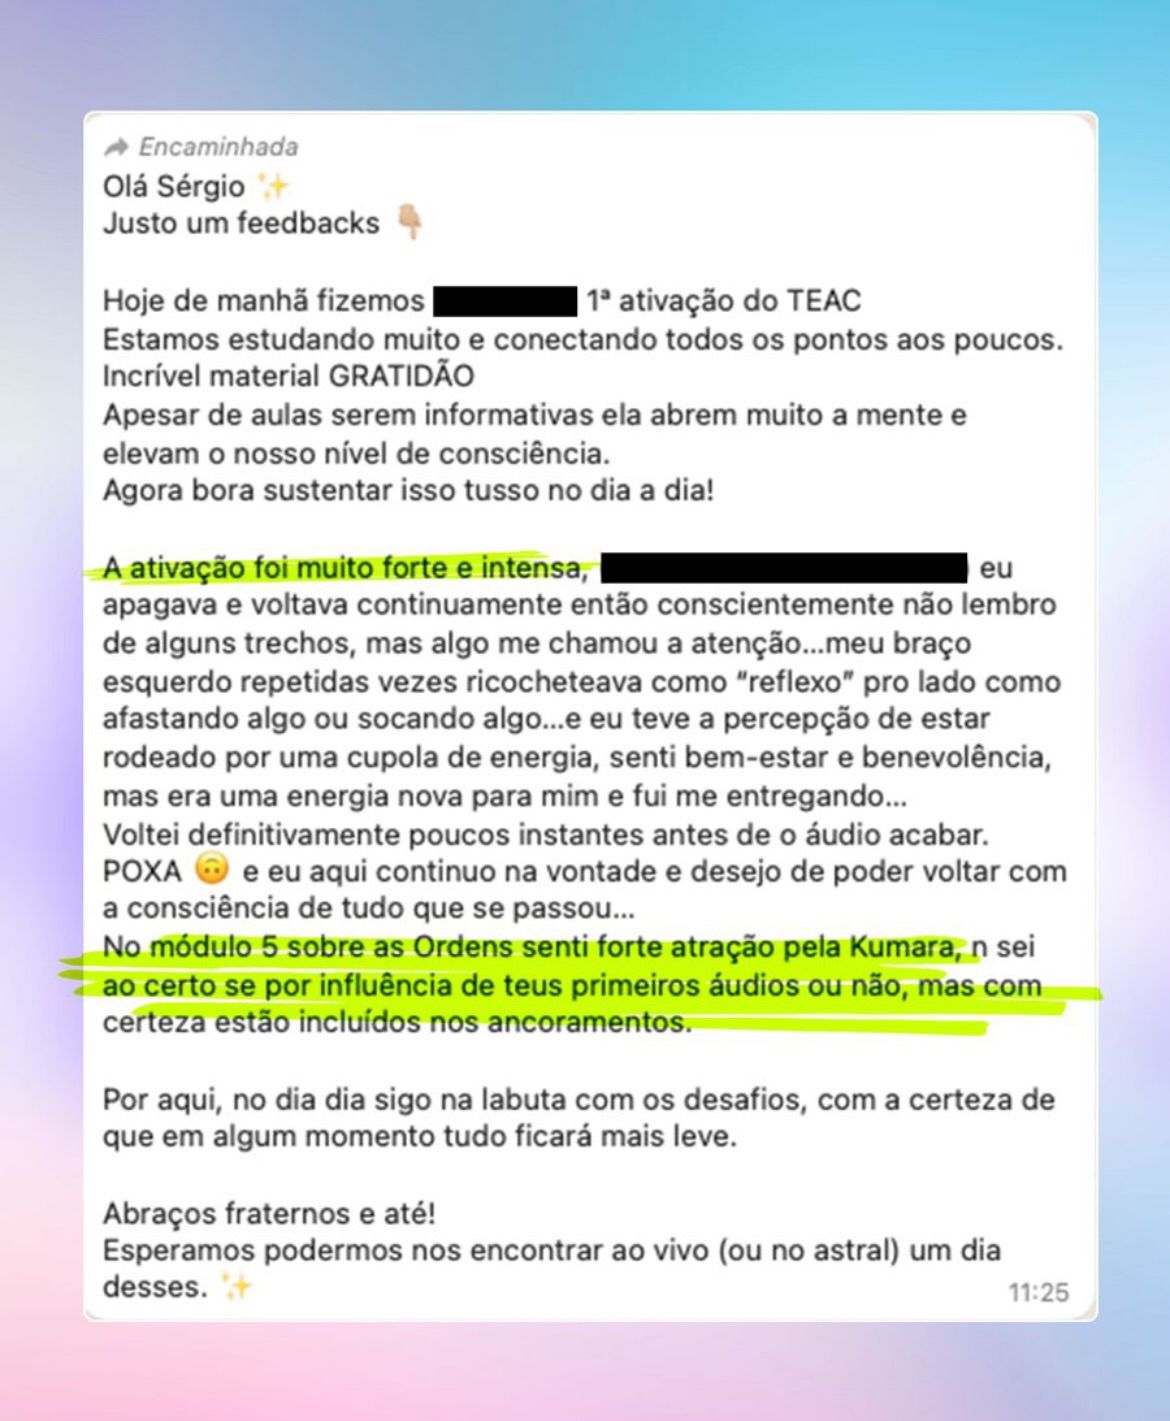 Encaminhada
Olá Sérgio ✨
Justo um feedbacks 👇🏼
Hoje de manhã fizemos 1ª ativação do TEAC
Estamos estudando muito e conectando todos os pontos aos poucos.
Incrível material GRATIDÃO
Apesar de aulas serem informativas ela abrem muito a mente e
elevam o nosso nível de consciência.
Agora bora sustentar isso tusso no dia a dia!
A ativação foi muito forte e intensa, eu
apagava e voltava continuamente então conscientemente não lembro
de alguns trechos, mas algo me chamou a atenção...meu braço
esquerdo repetidas vezes ricocheteava como "reflexo" pro lado como
afastando algo ou socando algo...e eu teve a percepção de estar
rodeado por uma cupola de energia, senti bem-estar e benevolência,
mas era uma energia nova para mim e fui me entregando...
Voltei definitivamente poucos instantes antes de o áudio acabar.
POXA 🙃 e eu aqui continuo na vontade e desejo de poder voltar com
a consciência de tudo que se passou...
No módulo 5 sobre as Ordens senti forte atração pela Kumara, n sei
ao certo se por influência de teus primeiros áudios ou não, mas com
certeza estão incluídos nos ancoramentos.
Por aqui, no dia dia sigo na labuta com os desafios, com a certeza de
que em algum momento tudo ficará mais leve.
Abraços fraternos e até!
Esperamos podermos nos encontrar ao vivo (ou no astral) um dia
desses. ✨
11:25